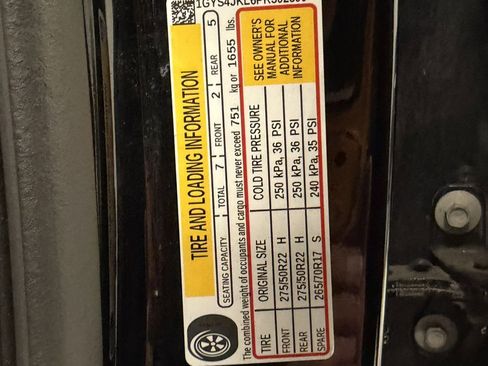 TIRE AND LOADING INFORMATION
SEATING CAPACITY TOTAL 7 FRONT 2 REAR 5
The combined weight of occupants and cargo must never exceed 751 kg or 1655 lbs.
TIRE ORIGINAL SIZE COLD TIRE PRESSURE
FRONT 275/50R22 H 250 kPa, 36 PSI
REAR 275/50R22 H 250 kPa, 36 PSI
SPARE 265/70R17 S 240 kPa, 35 PSI
SEE OWNER'S
MANUAL FOR
ADDITIONAL
INFORMATION